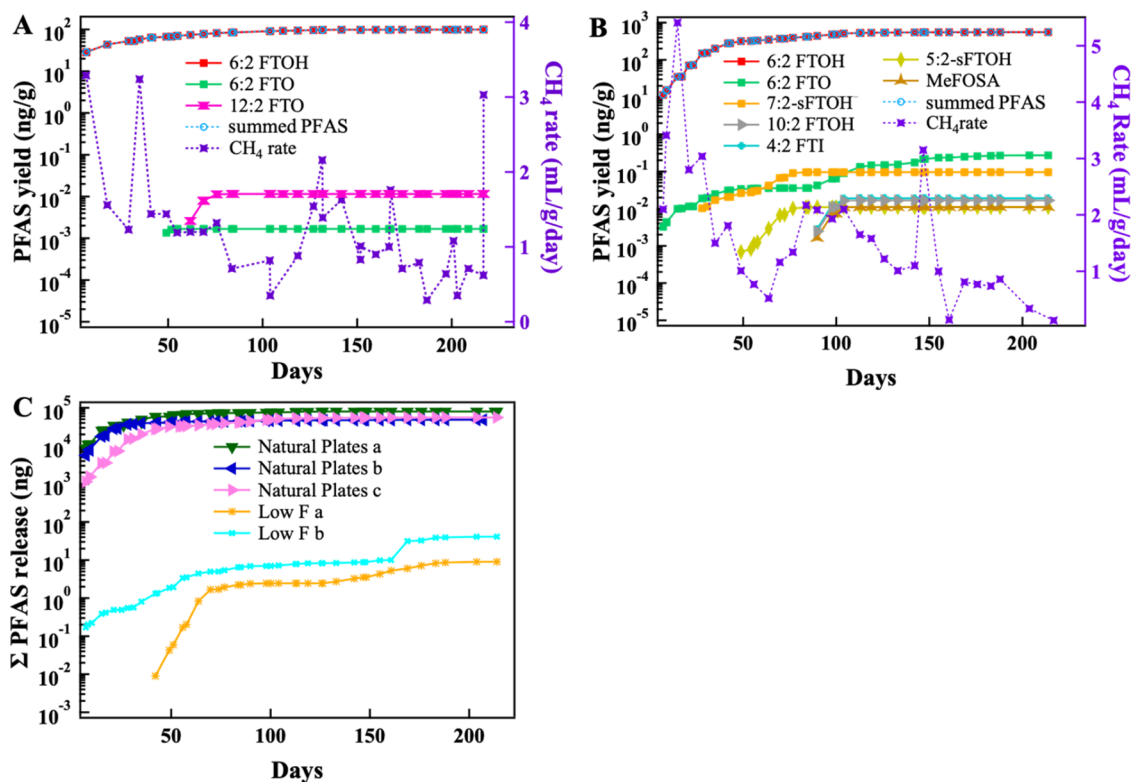 A
PFAS yield (ng/g)
10² 10¹ 10⁰ 10⁻¹ 10⁻² 10⁻³ 10⁻⁴ 10⁻⁵
6:2 FTOH
6:2 FTO
12:2 FTO
summed PFAS
CH₄ rate
4 3 2 1 0
CH₄ rate (mL/g/day)
50 100 150 200
Days
B
PFAS yield (ng/g)
10³ 10² 10¹ 10⁰ 10⁻¹ 10⁻² 10⁻³ 10⁻⁴ 10⁻⁵
6:2 FTOH
6:2 FTO
7:2-sFTOH
10:2 FTOH
4:2 FTI
5:2-sFTOH
MeFOSA
summed PFAS
CH₄rate
5 4 3 2 1
CH₄ Rate (mL/g/day)
50 100 150 200
Days
C
Σ PFAS release (ng)
10⁵ 10⁴ 10³ 10² 10¹ 10⁰ 10⁻¹ 10⁻² 10⁻³
Natural Plates a
Natural Plates b
Natural Plates c
Low F a
Low F b
50 100 150 200
Days